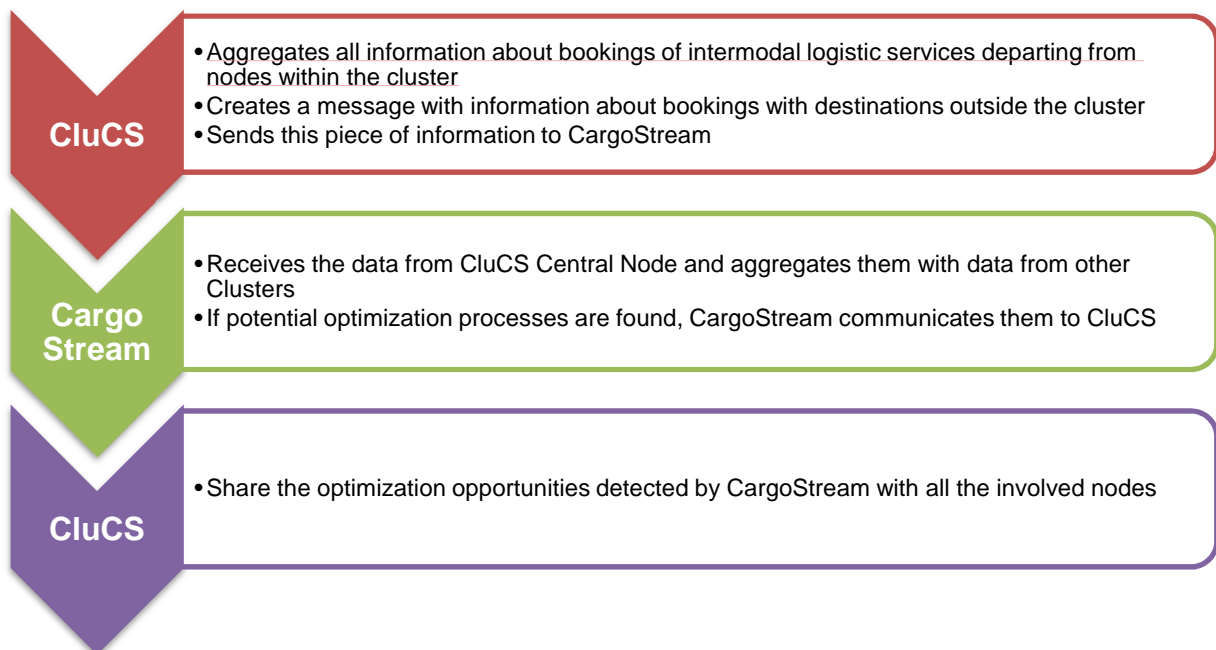 CluCS
•Aggregates all information about bookings of intermodal logistic services departing from
nodes within the cluster
•Creates a message with information about bookings with destinations outside the cluster
•Sends this piece of information to CargoStream
Cargo
Stream
•Receives the data from CluCS Central Node and aggregates them with data from other
Clusters
•If potential optimization processes are found, CargoStream communicates them to CluCS
CluCS
•Share the optimization opportunities detected by CargoStream with all the involved nodes